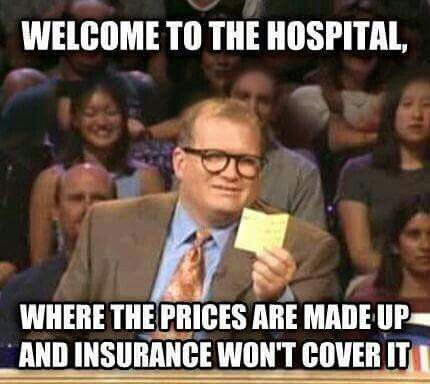 WELCOME TO THE HOSPITAL,
WHERE THE PRICES ARE MADE UP
AND INSURANCE WON'T COVER IT